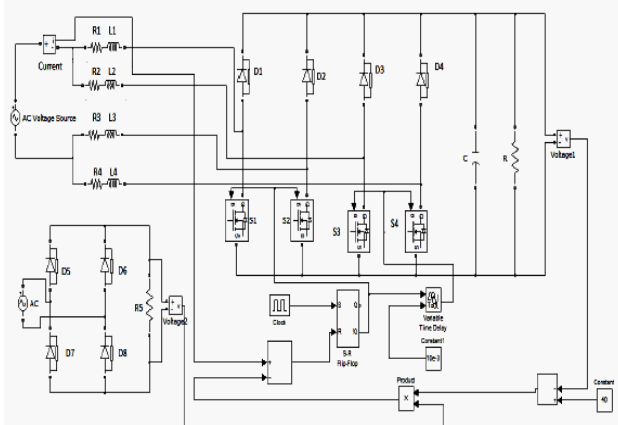 R1 L1
Current
R2 L2
D1
D2
D3
D4
AC Voltage Source
R3 L3
R4 L4
C
R
Voltage1
S1
S2
S3
S4
D5
D6
AC
R5
Voltage2
D7
D8
Clock
S Q
R !Q
S-R
Flip-Flop
Variable
Time Delay
Constant1
10e-3
Product
X
Constant
40